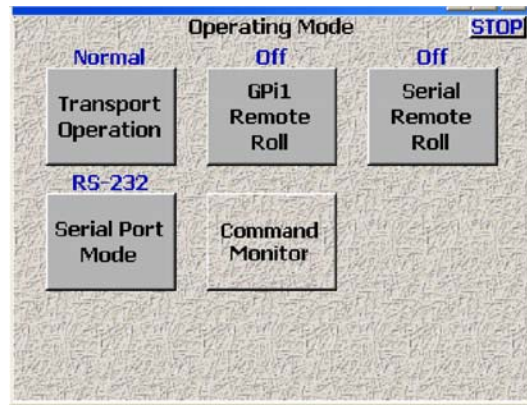 Operating Mode
STOP
Normal
Off
Off
Transport
Operation
GPi1
Remote
Roll
Serial
Remote
Roll
RS-232
Serial Port
Mode
Command
Monitor